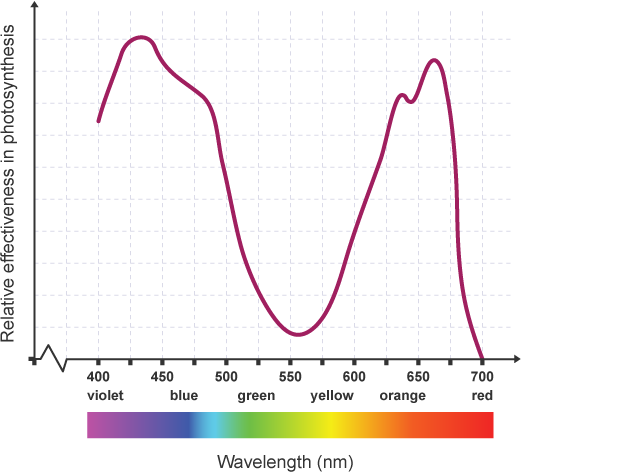 Relative effectiveness in photosynthesis
400 450 500 550 600 650 700
violet blue green yellow orange red
Wavelength (nm)